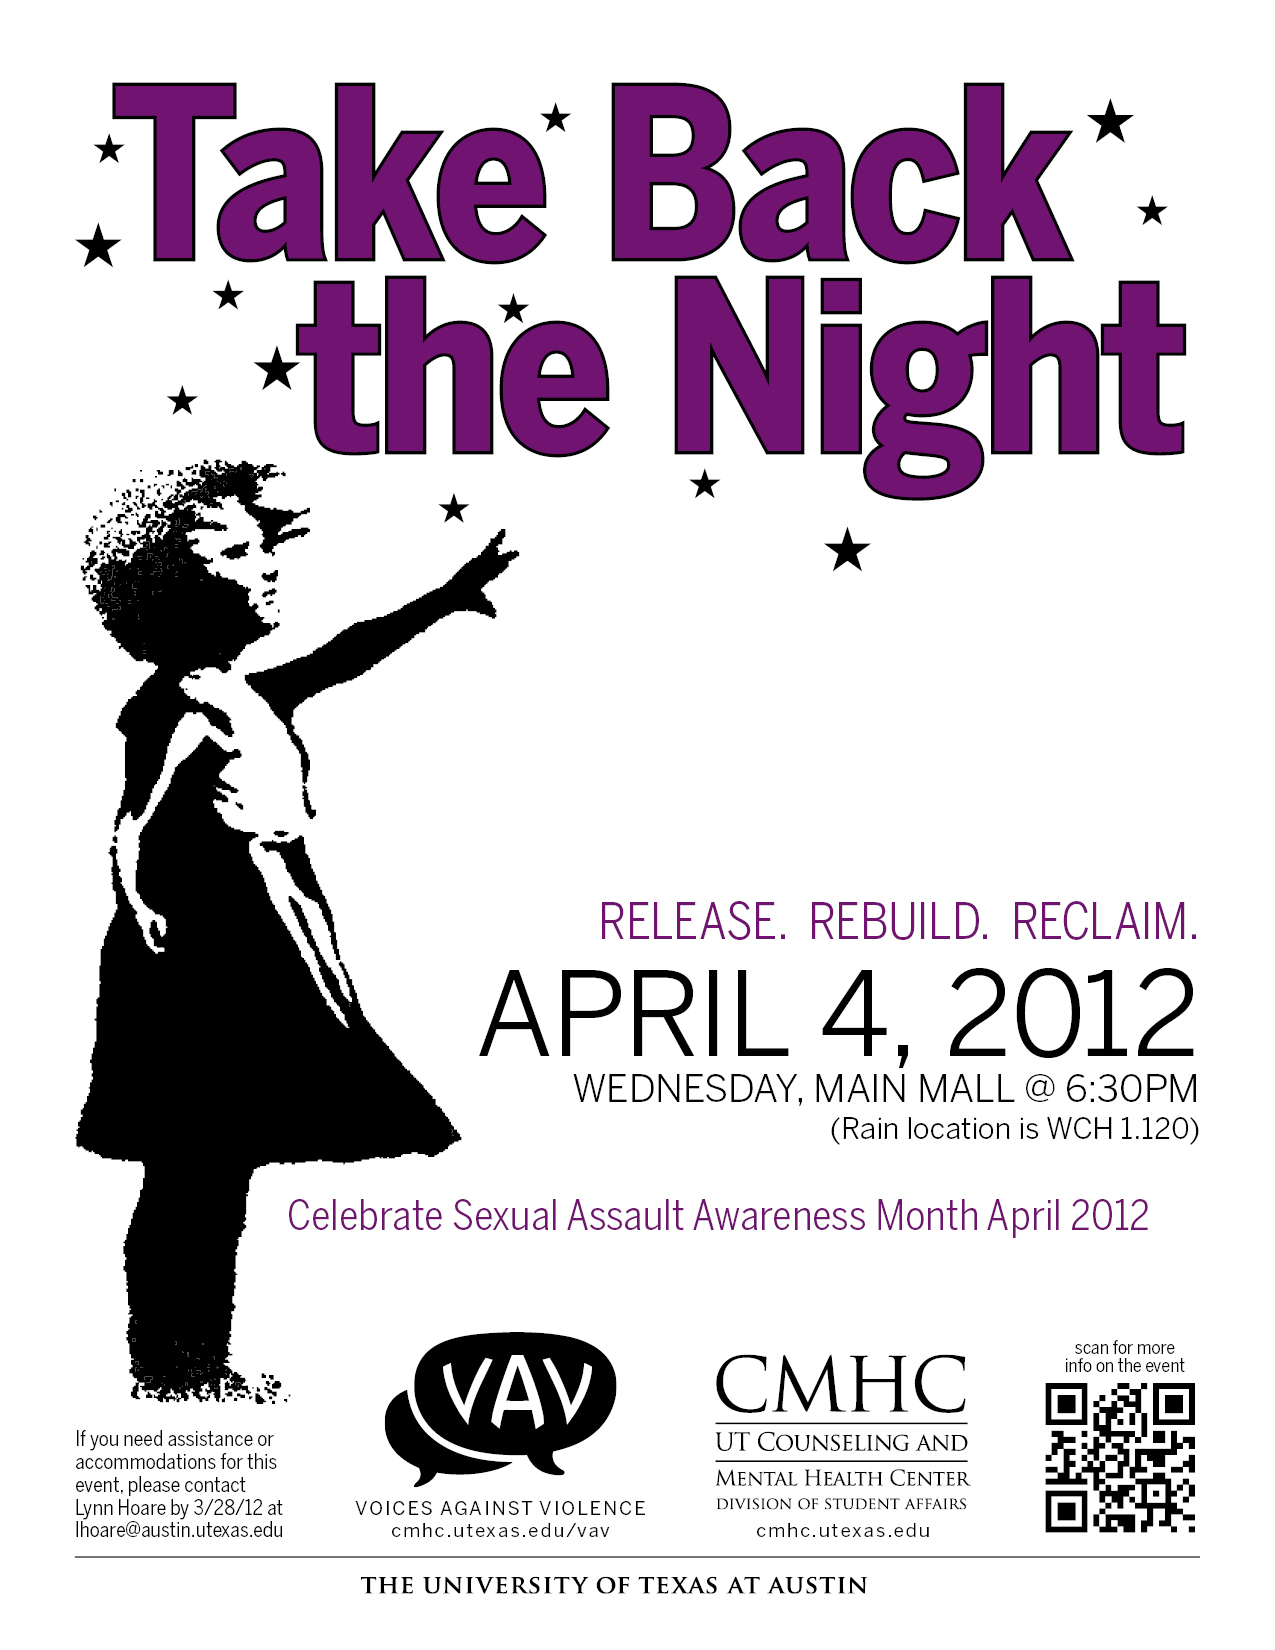 Take Back
the Night
RELEASE. REBUILD. RECLAIM.
APRIL 4, 2012
WEDNESDAY, MAIN MALL @ 6:30PM
(Rain location is WCH 1.120)
Celebrate Sexual Assault Awareness Month April 2012
If you need assistance or
accommodations for this
event, please contact
Lynn Hoare by 3/28/12 at
lhoare@austin.utexas.edu
VAV
VOICES AGAINST VIOLENCE
cmhc.utexas.edu/vav
CMHC
UT COUNSELING AND
MENTAL HEALTH CENTER
DIVISION OF STUDENT AFFAIRS
cmhc.utexas.edu
scan for more
info on the event
THE UNIVERSITY OF TEXAS AT AUSTIN